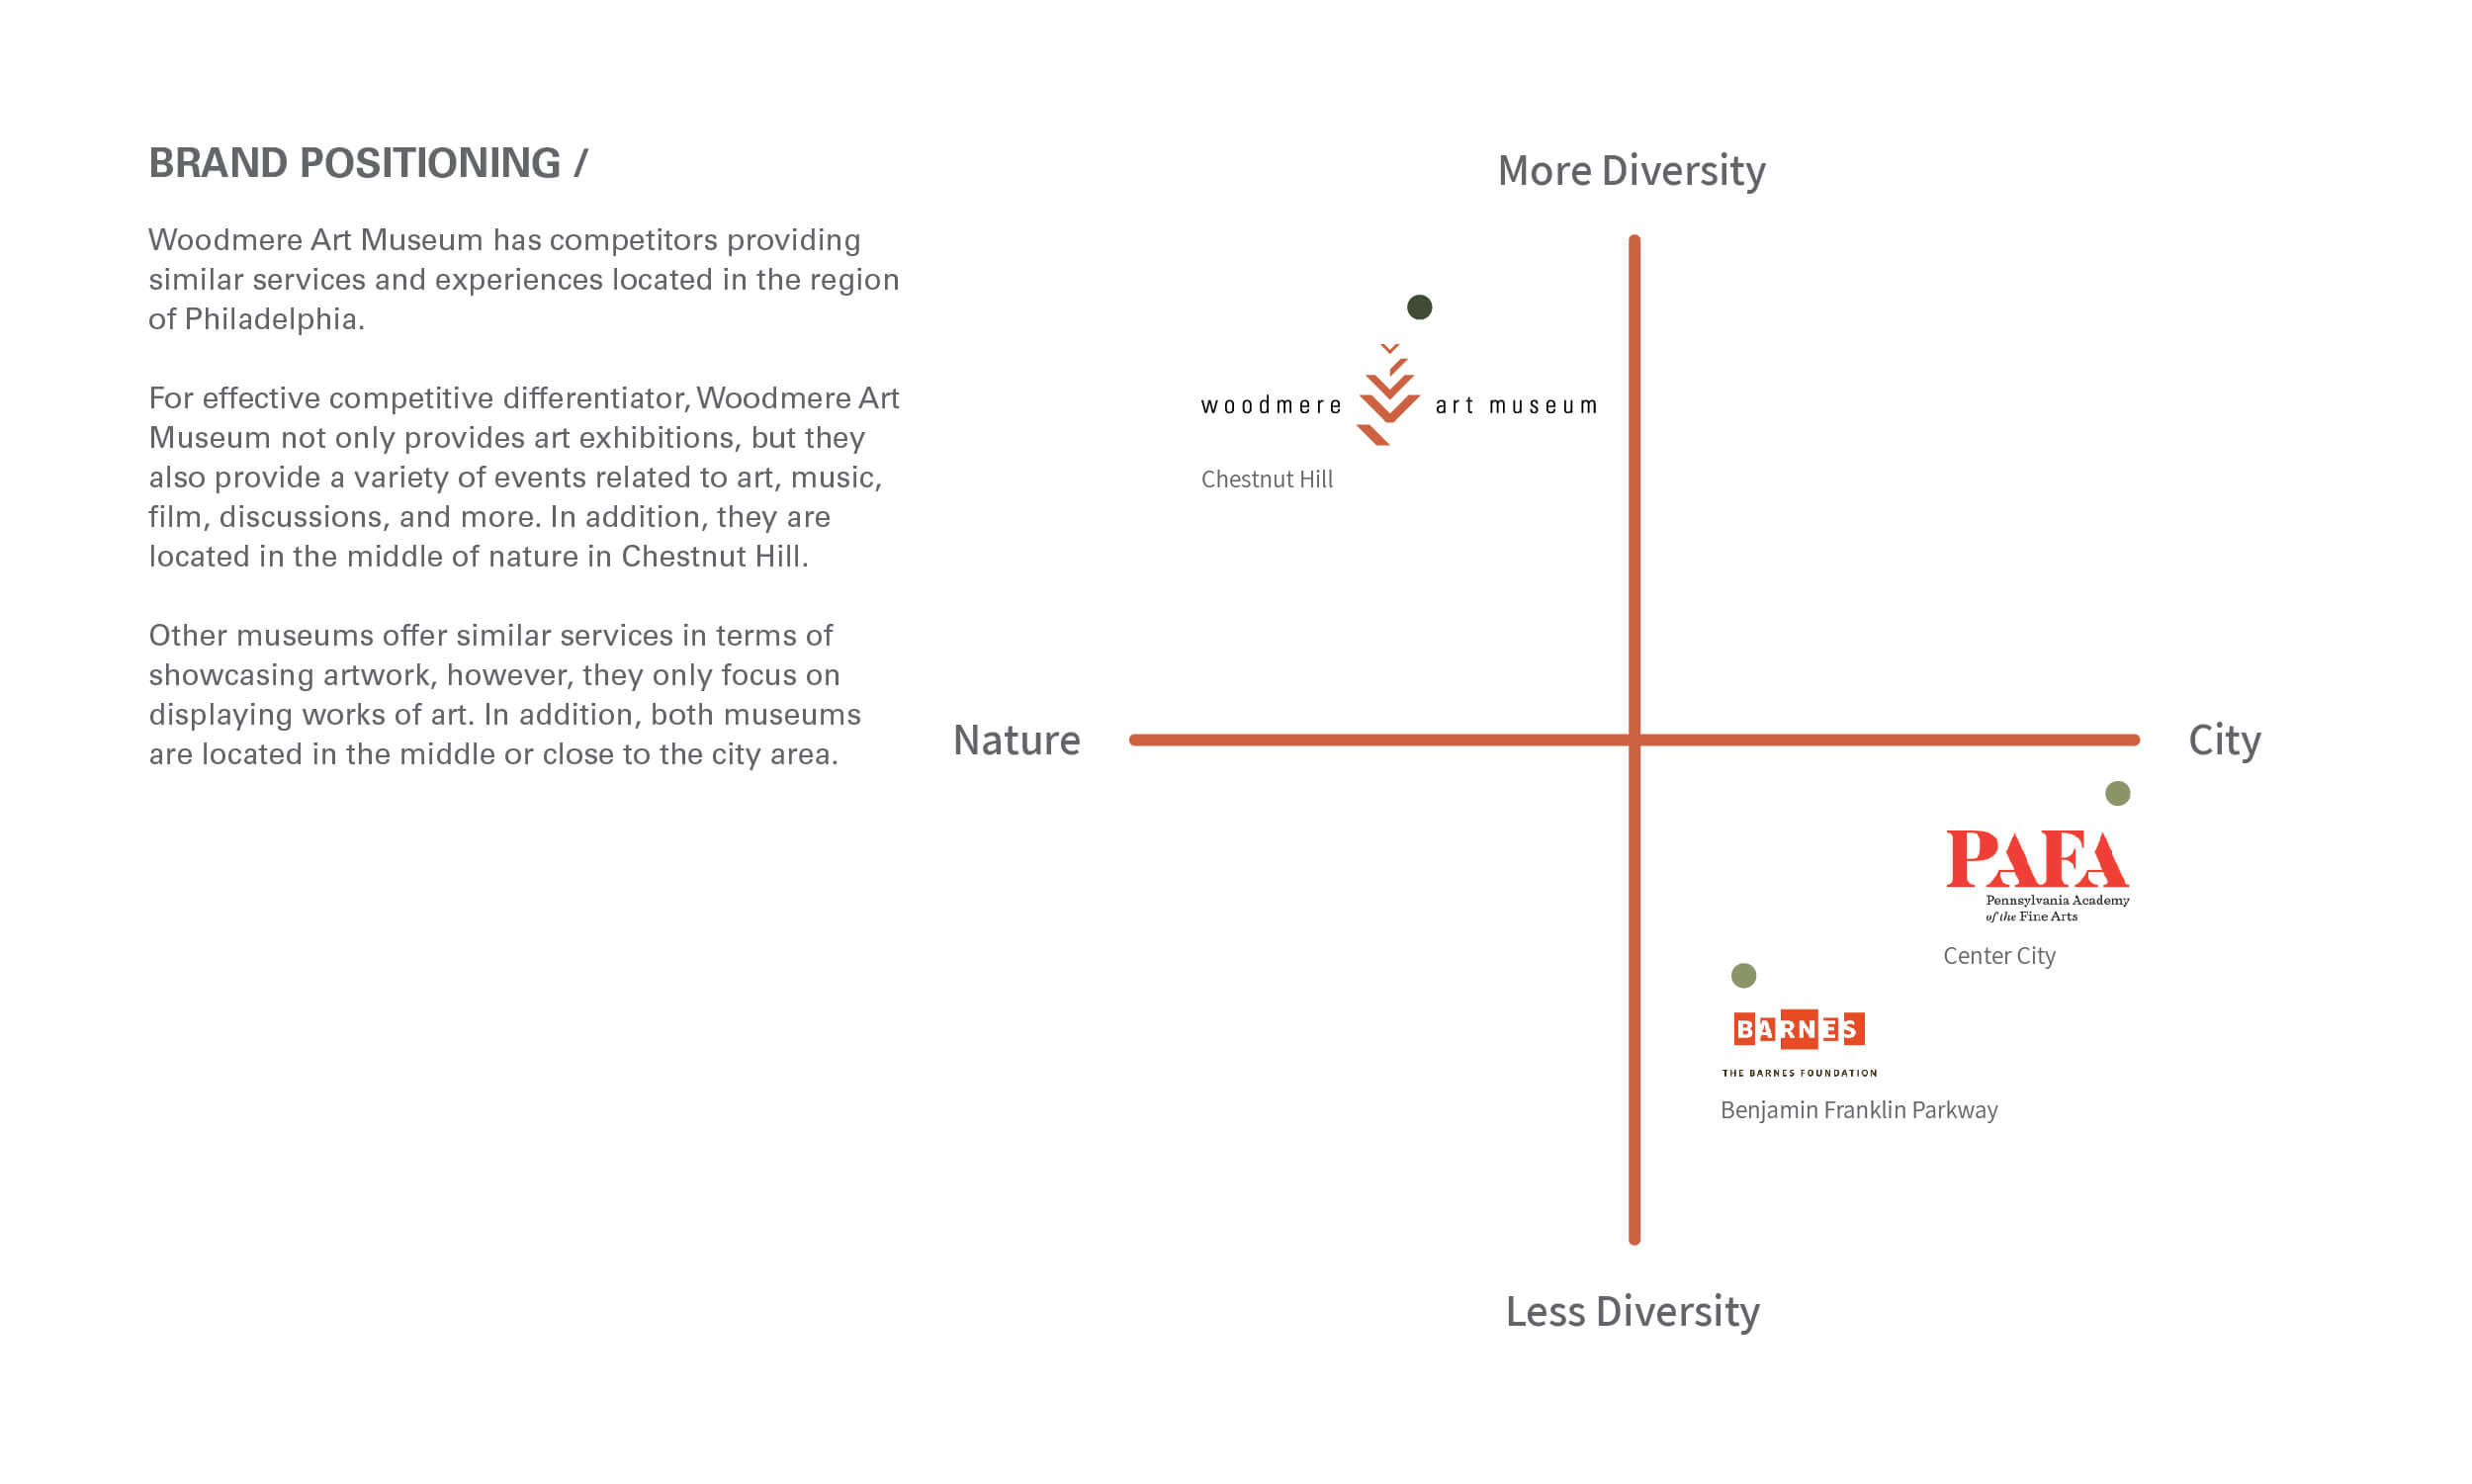 BRAND POSITIONING /
Woodmere Art Museum has competitors providing
similar services and experiences located in the region
of Philadelphia.
For effective competitive differentiator, Woodmere Art
Museum not only provides art exhibitions, but they
also provide a variety of events related to art, music,
film, discussions, and more. In addition, they are
located in the middle of nature in Chestnut Hill.
Other museums offer similar services in terms of
showcasing artwork, however, they only focus on
displaying works of art. In addition, both museums
are located in the middle or close to the city area.
More Diversity
woodmere art museum
Chestnut Hill
Nature
City
PAFA
Pennsylvania Academy
of the Fine Arts
Center City
BARNES
THE BARNES FOUNDATION
Benjamin Franklin Parkway
Less Diversity